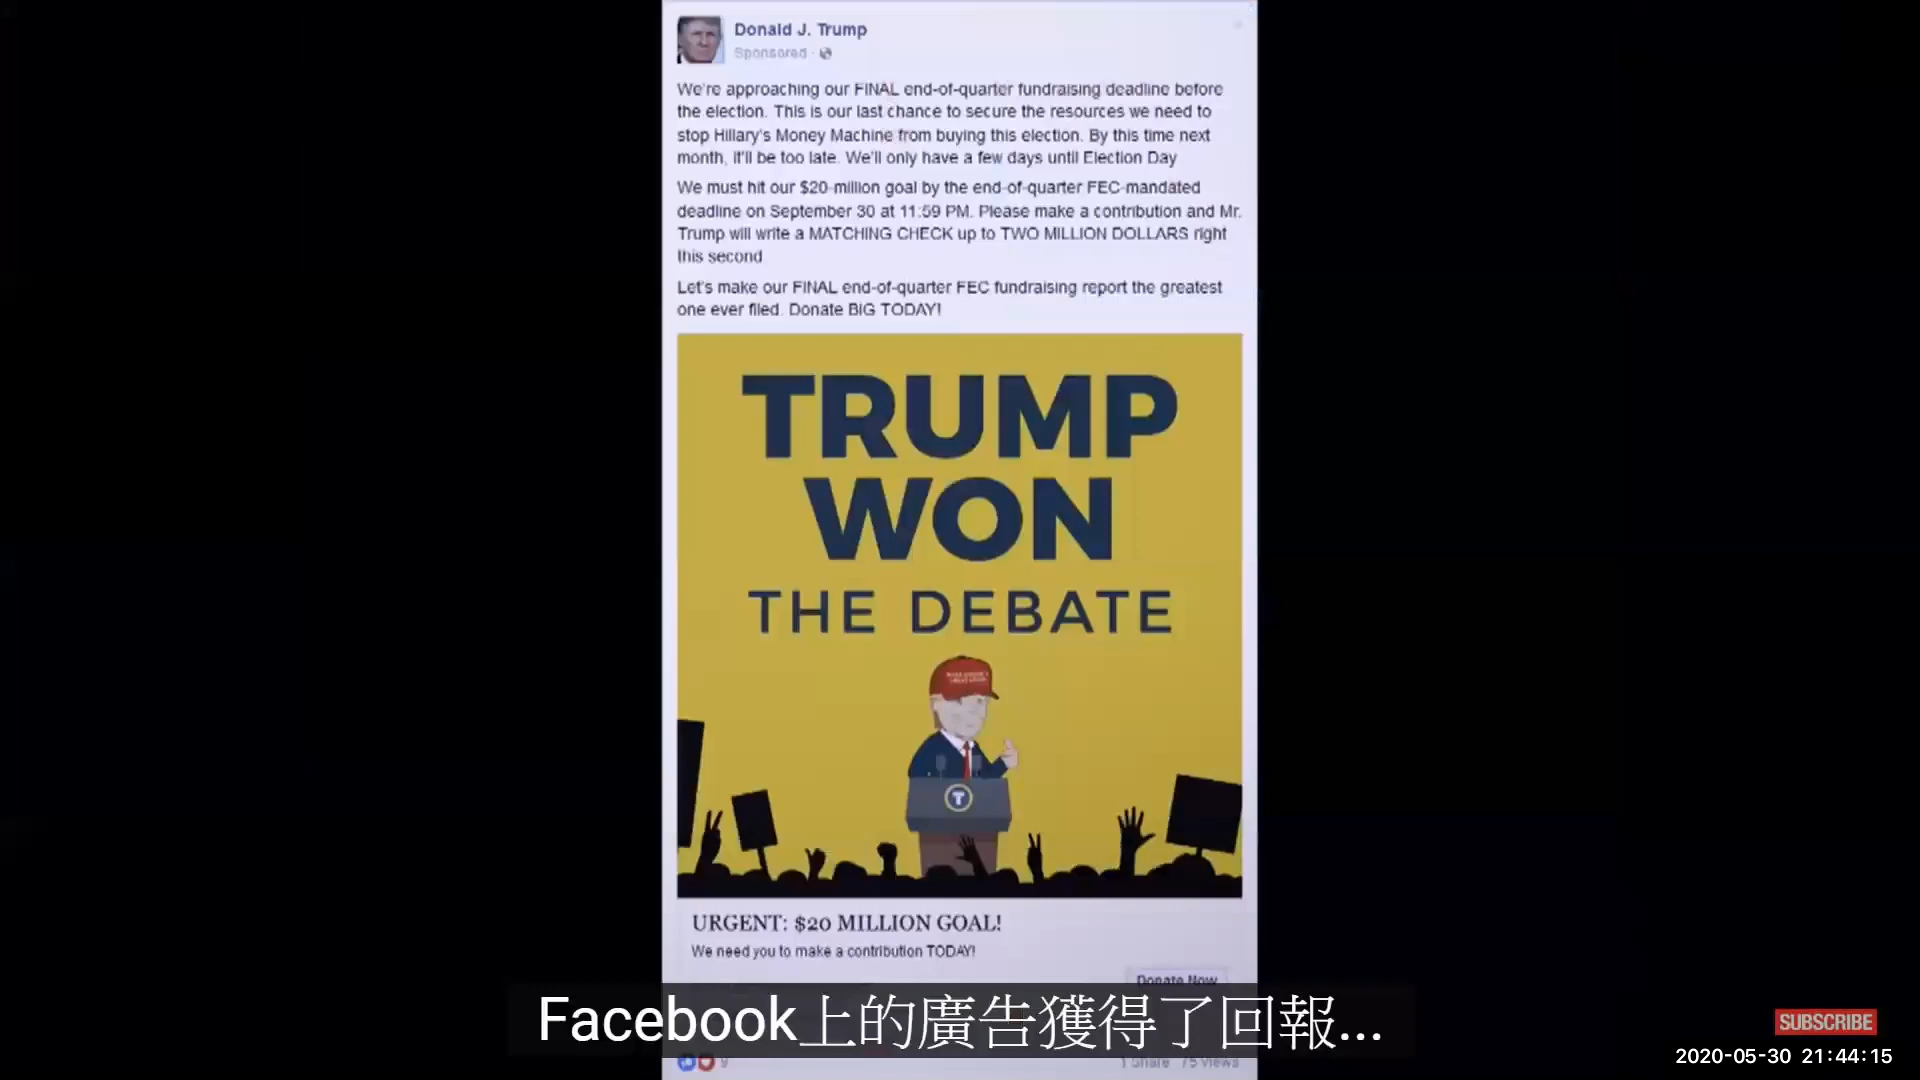 Donald J. Trump
Sponsored ·
We're approaching our FINAL end-of-quarter fundraising deadline before
the election. This is our last chance to secure the resources we need to
stop Hillary's Money Machine from buying this election. By this time next
month, it'll be too late. We'll only have a few days until Election Day
We must hit our $20-million goal by the end-of-quarter FEC-mandated
deadline on September 30 at 11:59 PM. Please make a contribution and Mr.
Trump will write a MATCHING CHECK up to TWO MILLION DOLLARS right
this second
Let's make our FINAL end-of-quarter FEC fundraising report the greatest
one ever filed. Donate BIG TODAY!
TRUMP
WON
THE DEBATE
T
URGENT: $20 MILLION GOAL!
We need you to make a contribution TODAY!
Donate Now
Facebook上的廣告獲得了回報...
9
1 Share 75 Views
SUBSCRIBE
2020-05-30 21:44:15